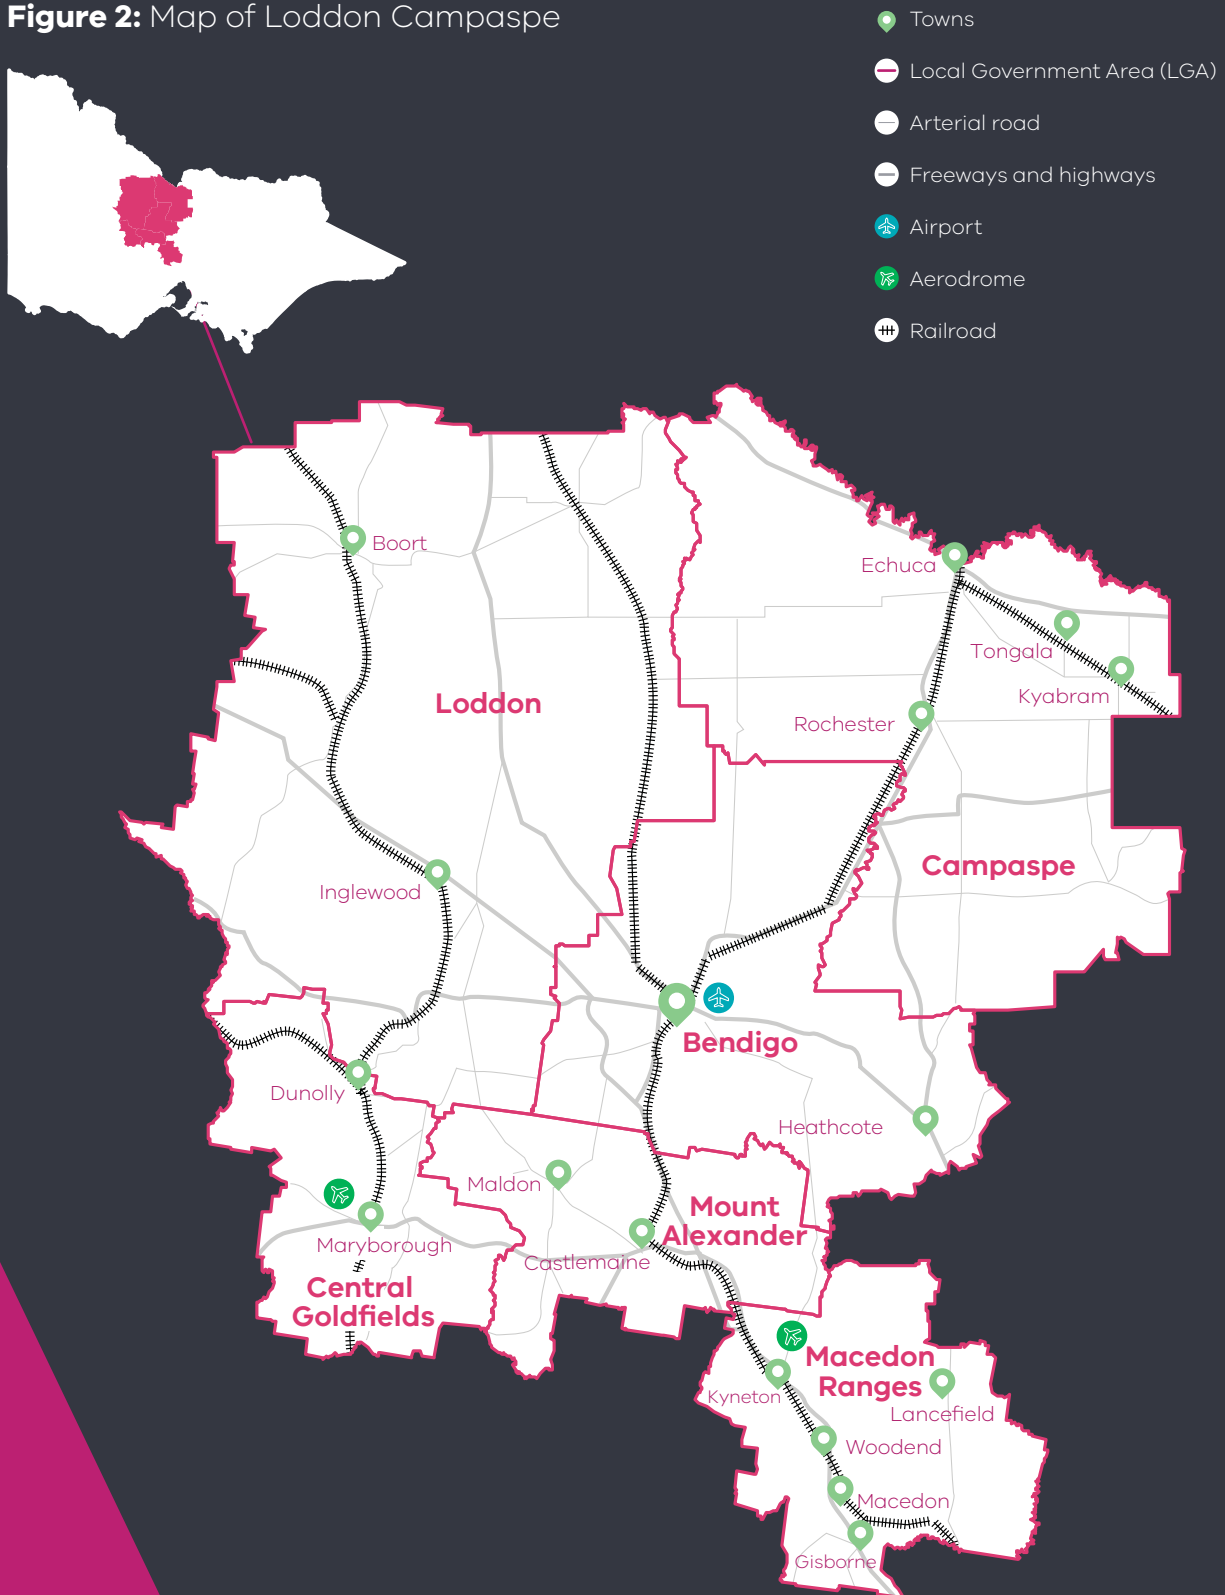 Figure 2: Map of Loddon Campaspe
Towns
Local Government Area (LGA)
Arterial road
Freeways and highways
Airport
Aerodrome
Railroad
Boort
Echuca
Tongala
Kyabram
Loddon
Rochester
Campaspe
Inglewood
Bendigo
Dunolly
Heathcote
Maldon
Mount
Alexander
Maryborough
Castlemaine
Central
Goldfields
Macedon
Ranges
Kyneton
Lancefield
Woodend
Macedon
Gisborne